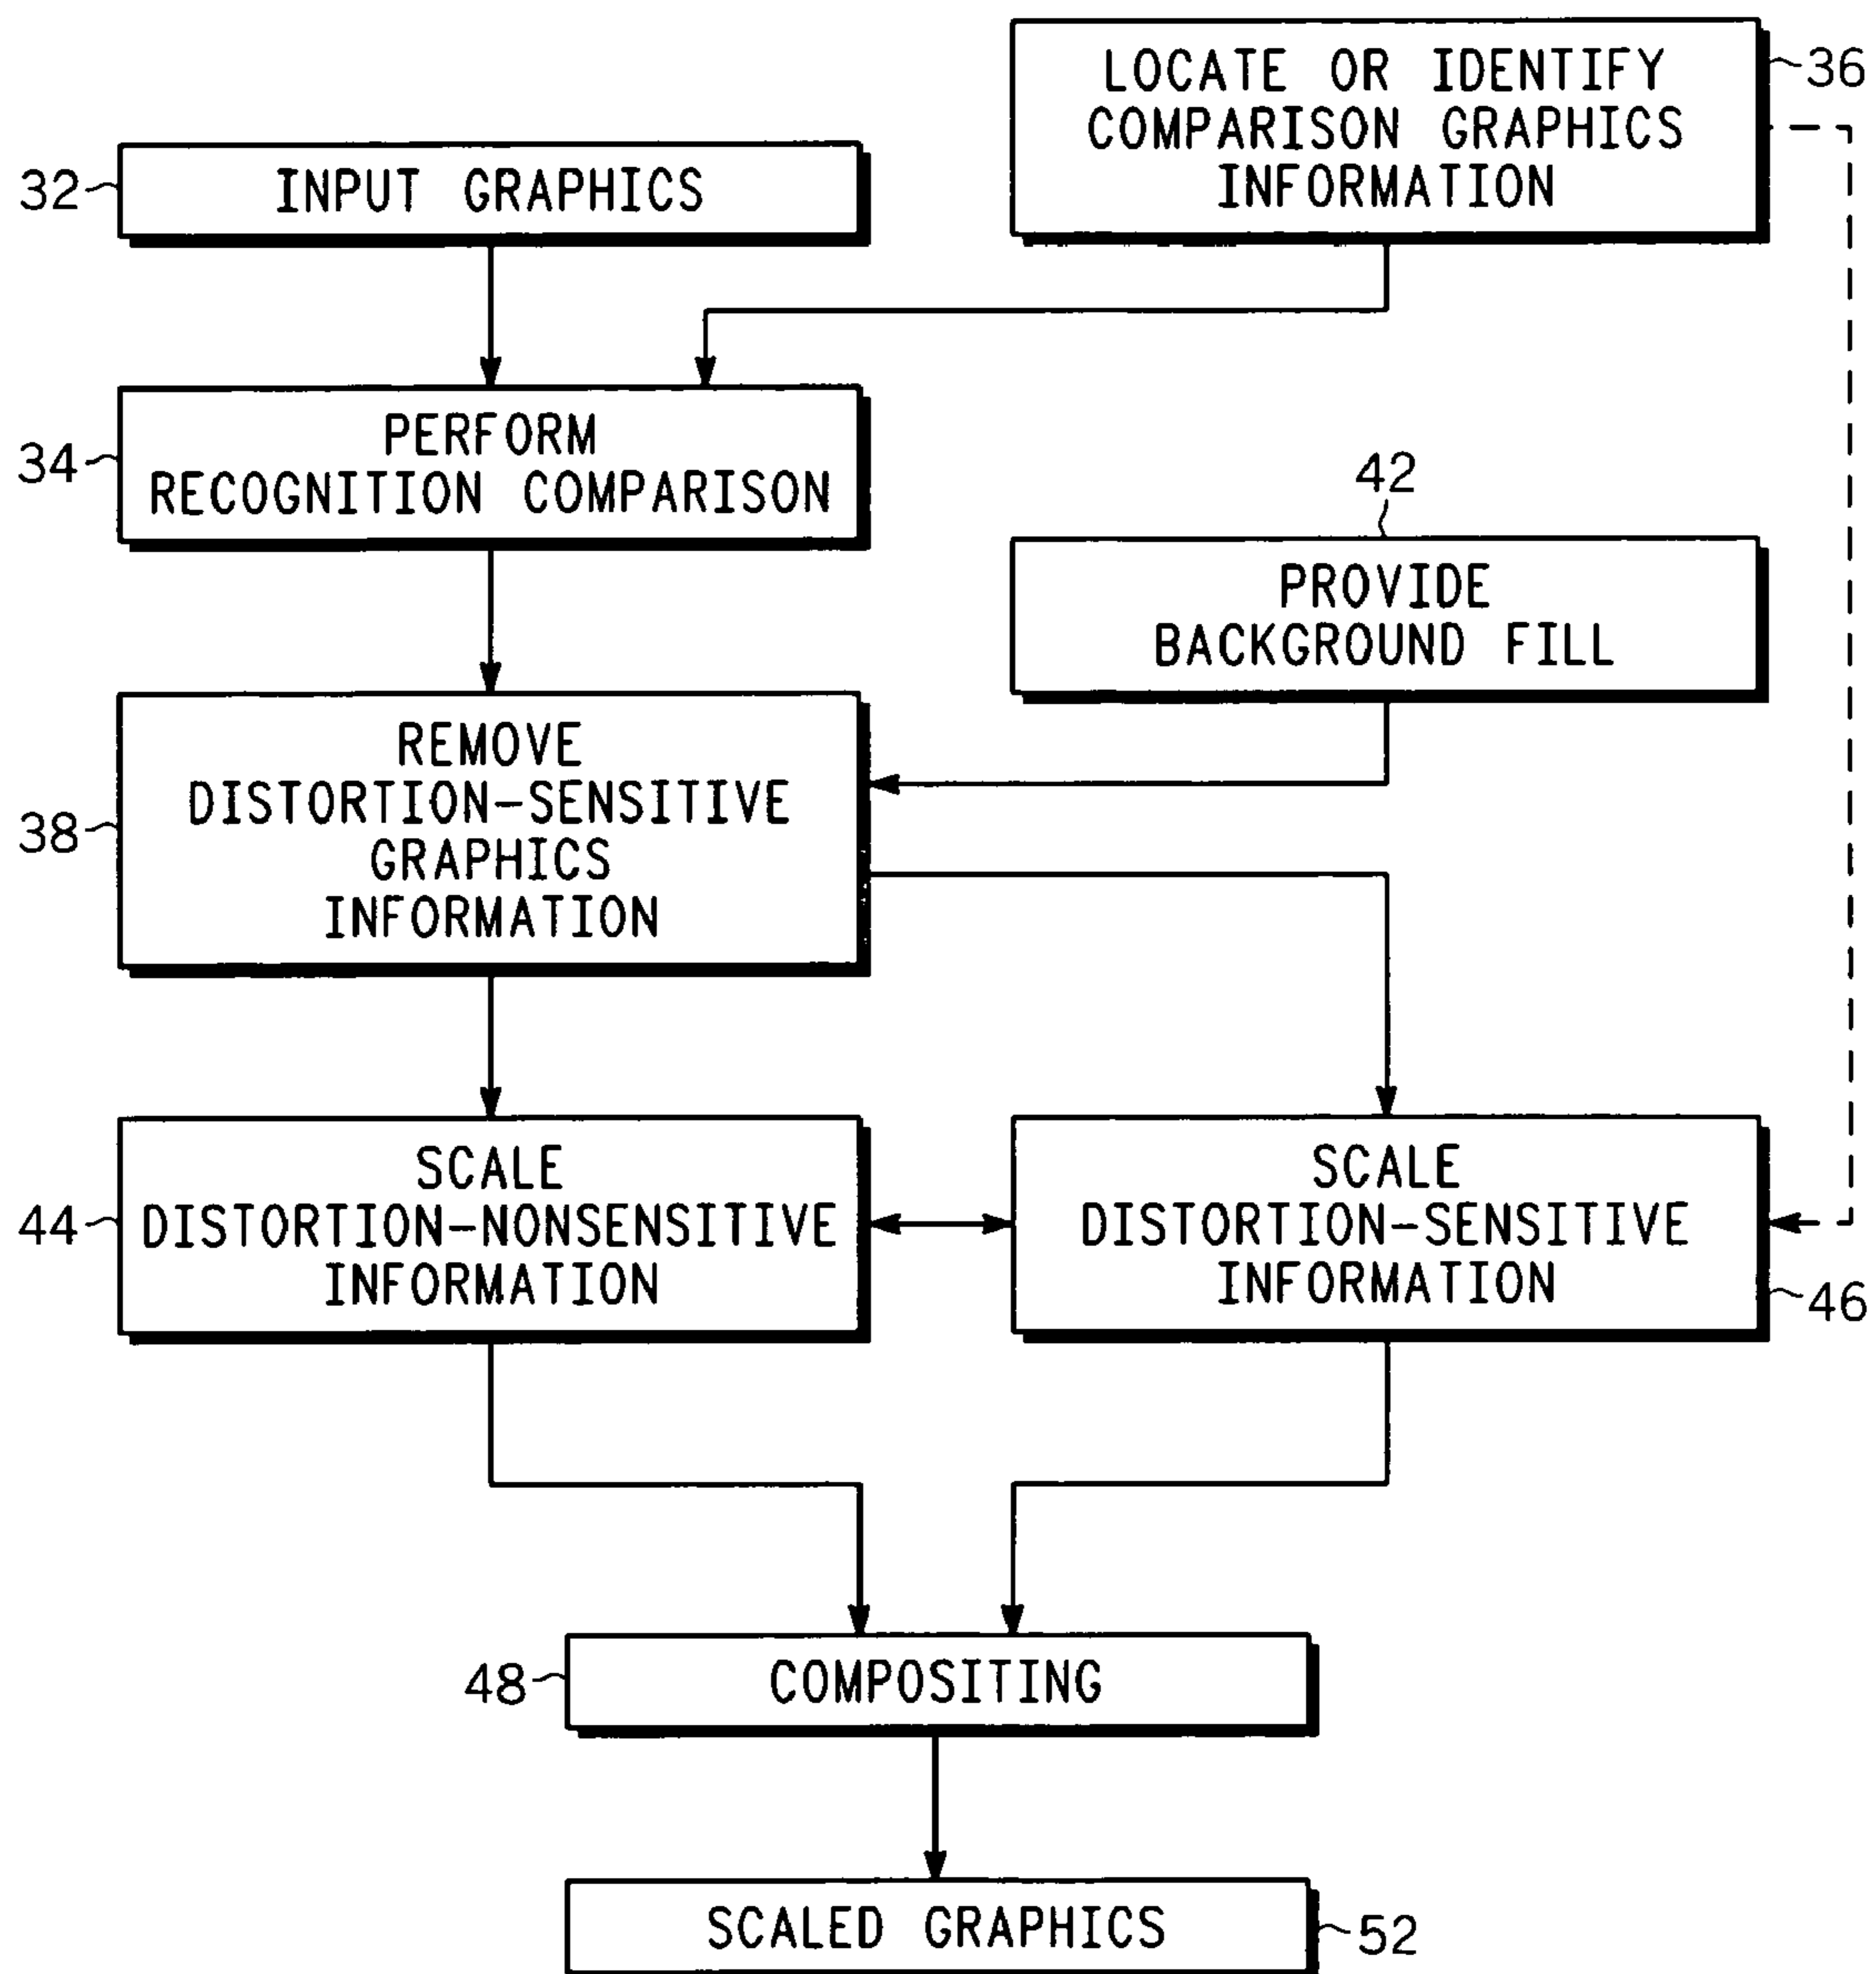 LOCATE OR IDENTIFY
COMPARISON GRAPHICS
INFORMATION
36
32
INPUT GRAPHICS
34
PERFORM
RECOGNITION COMPARISON
42
PROVIDE
BACKGROUND FILL
38
REMOVE
DISTORTION-SENSITIVE
GRAPHICS
INFORMATION
44
SCALE
DISTORTION-NONSENSITIVE
INFORMATION
SCALE
DISTORTION-SENSITIVE
INFORMATION
46
48
COMPOSITING
SCALED GRAPHICS
52